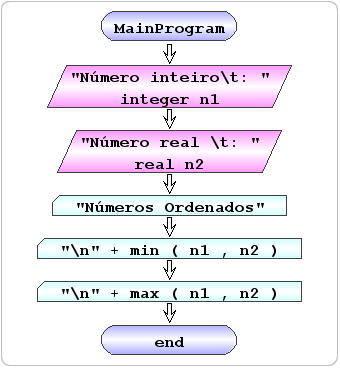 MainProgram
"Número inteiro\t: "
integer n1
"Número real \t: "
real n2
"Números Ordenados"
"\n" + min ( n1 , n2 )
"\n" + max ( n1 , n2 )
end